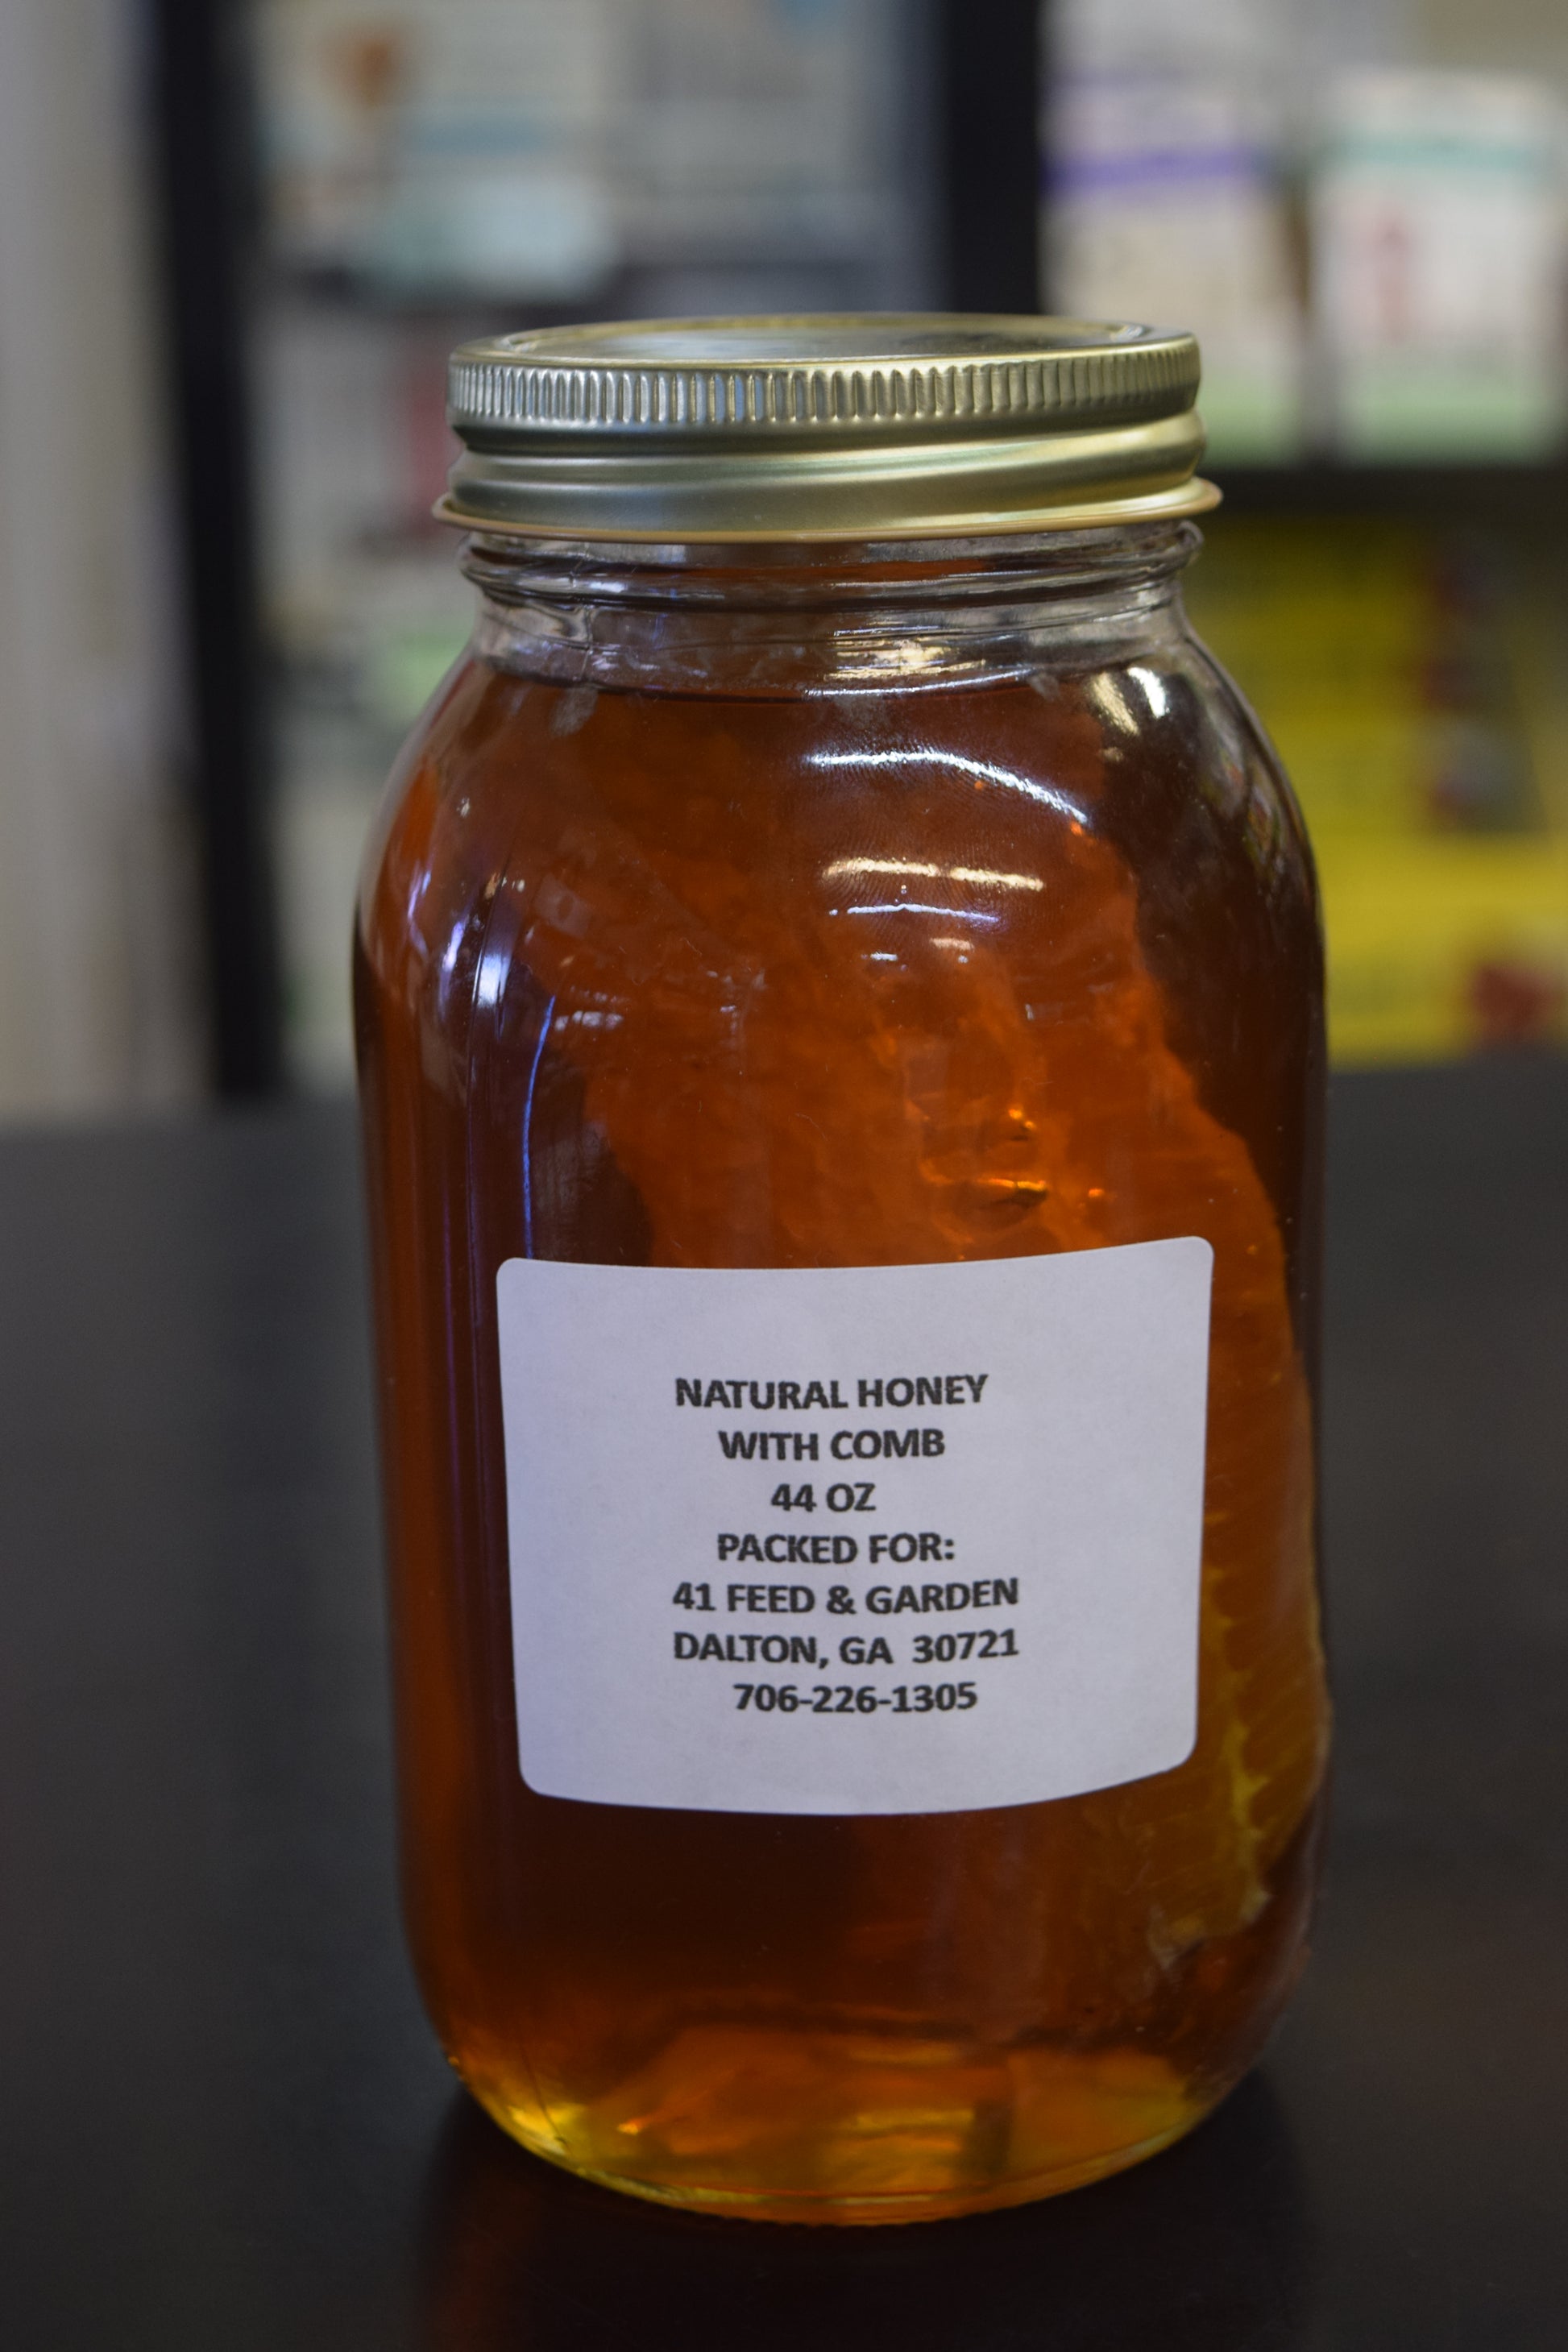 NATURAL HONEY
WITH COMB
44 OZ
PACKED FOR:
41 FEED & GARDEN
DALTON, GA  30721
706-226-1305